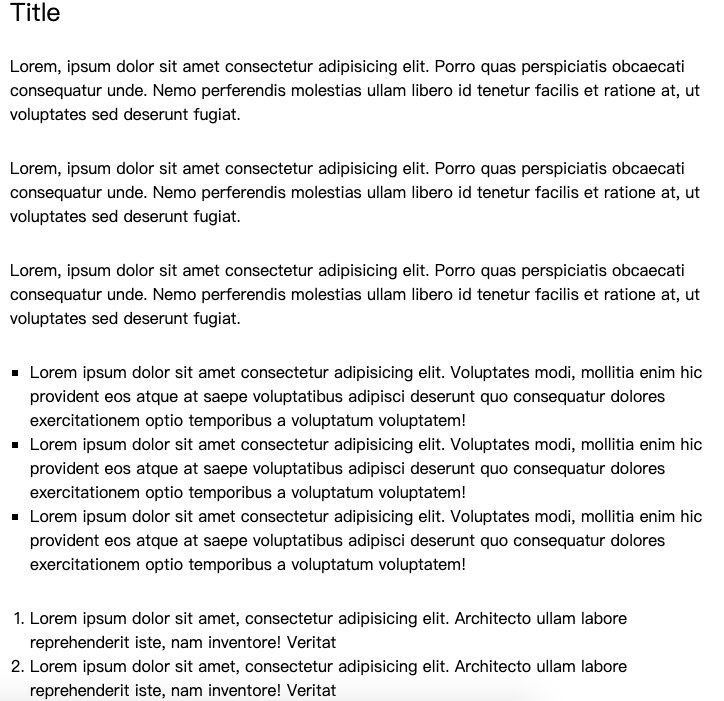 Title
Lorem, ipsum dolor sit amet consectetur adipisicing elit. Porro quas perspiciatis obcaecati
consequatur unde. Nemo perferendis molestias ullam libero id tenetur facilis et ratione at, ut
voluptates sed deserunt fugiat.
Lorem, ipsum dolor sit amet consectetur adipisicing elit. Porro quas perspiciatis obcaecati
consequatur unde. Nemo perferendis molestias ullam libero id tenetur facilis et ratione at, ut
voluptates sed deserunt fugiat.
Lorem, ipsum dolor sit amet consectetur adipisicing elit. Porro quas perspiciatis obcaecati
consequatur unde. Nemo perferendis molestias ullam libero id tenetur facilis et ratione at, ut
voluptates sed deserunt fugiat.
▪ Lorem ipsum dolor sit amet consectetur adipisicing elit. Voluptates modi, mollitia enim hic
provident eos atque at saepe voluptatibus adipisci deserunt quo consequatur dolores
exercitationem optio temporibus a voluptatum voluptatem!
▪ Lorem ipsum dolor sit amet consectetur adipisicing elit. Voluptates modi, mollitia enim hic
provident eos atque at saepe voluptatibus adipisci deserunt quo consequatur dolores
exercitationem optio temporibus a voluptatum voluptatem!
▪ Lorem ipsum dolor sit amet consectetur adipisicing elit. Voluptates modi, mollitia enim hic
provident eos atque at saepe voluptatibus adipisci deserunt quo consequatur dolores
exercitationem optio temporibus a voluptatum voluptatem!
1. Lorem ipsum dolor sit amet, consectetur adipisicing elit. Architecto ullam labore
reprehenderit iste, nam inventore! Veritat
2. Lorem ipsum dolor sit amet, consectetur adipisicing elit. Architecto ullam labore
reprehenderit iste, nam inventore! Veritat